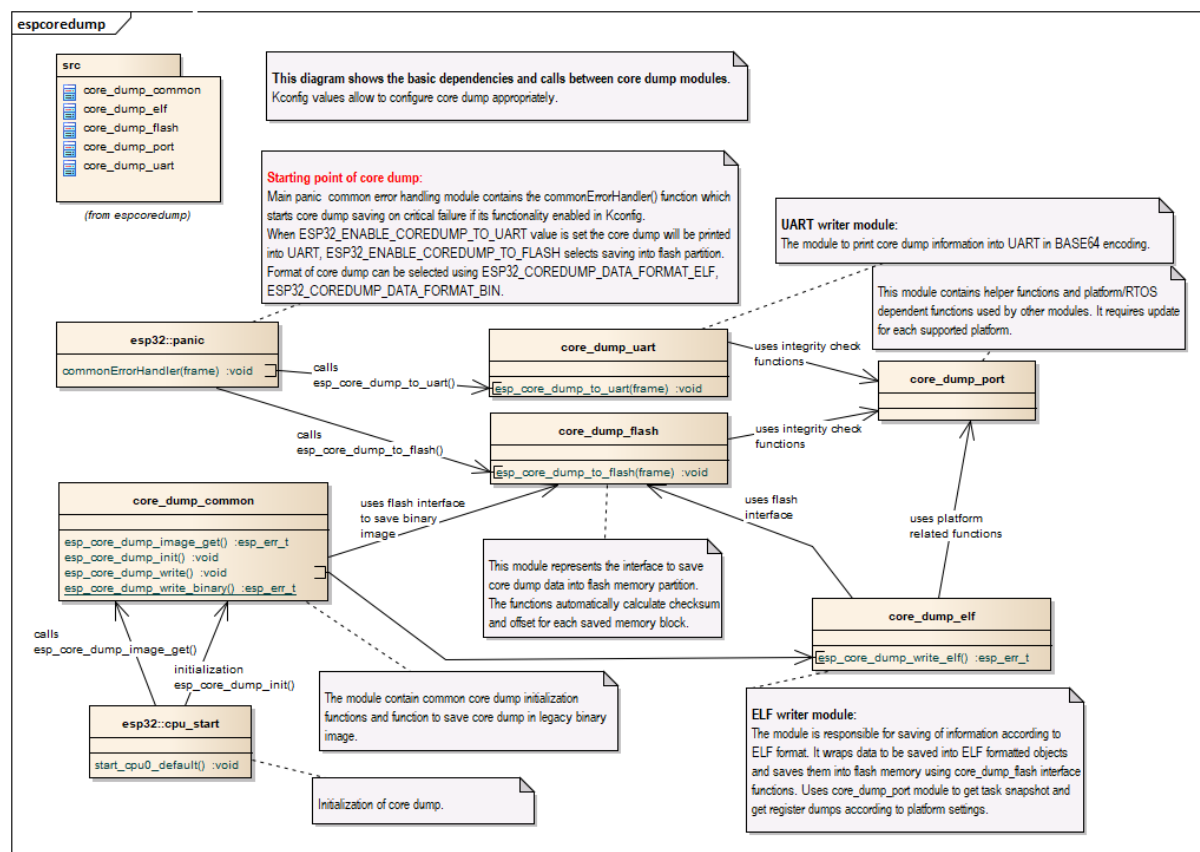 espcoredump
src
core_dump_common
core_dump_elf
core_dump_flash
core_dump_port
core_dump_uart
(from espcoredump)
This diagram shows the basic dependencies and calls between core dump modules.
Kconfig values allow to configure core dump appropriately.
Starting point of core dump:
Main panic common error handling module contains the commonErrorHandler() function which
starts core dump saving on critical failure if its functionality enabled in Kconfig.
When ESP32_ENABLE_COREDUMP_TO_UART value is set the core dump will be printed
into UART, ESP32_ENABLE_COREDUMP_TO_FLASH selects saving into flash partition.
Format of core dump can be selected using ESP32_COREDUMP_DATA_FORMAT_ELF,
ESP32_COREDUMP_DATA_FORMAT_BIN.
UART writer module:
The module to print core dump information into UART in BASE64 encoding.
This module contains helper functions and platform/RTOS
dependent functions used by other modules. It requires update
for each supported platform.
esp32::panic
commonErrorHandler(frame) :void
calls
esp_core_dump_to_uart()
core_dump_uart
esp_core_dump_to_uart(frame) :void
uses integrity check
functions
core_dump_port
calls
esp_core_dump_to_flash()
core_dump_flash
esp_core_dump_to_flash(frame) :void
uses integrity check
functions
core_dump_common
esp_core_dump_image_get() :esp_err_t
esp_core_dump_init() :void
esp_core_dump_write() :void
esp_core_dump_write_binary() :esp_err_t
uses flash interface
to save binary
image
uses flash
interface
uses platform
related functions
This module represents the interface to save
core dump data into flash memory partition.
The functions automatically calculate checksum
and offset for each saved memory block.
core_dump_elf
esp_core_dump_write_elf() :esp_err_t
calls
esp_core_dump_image_get()
initialization
esp_core_dump_init()
The module contain common core dump initialization
functions and function to save core dump in legacy binary
image.
esp32::cpu_start
start_cpu0_default() :void
Initialization of core dump.
ELF writer module:
The module is responsible for saving of information according to
ELF format. It wraps data to be saved into ELF formatted objects
and saves them into flash memory using core_dump_flash interface
functions. Uses core_dump_port module to get task snapshot and
get register dumps according to platform settings.